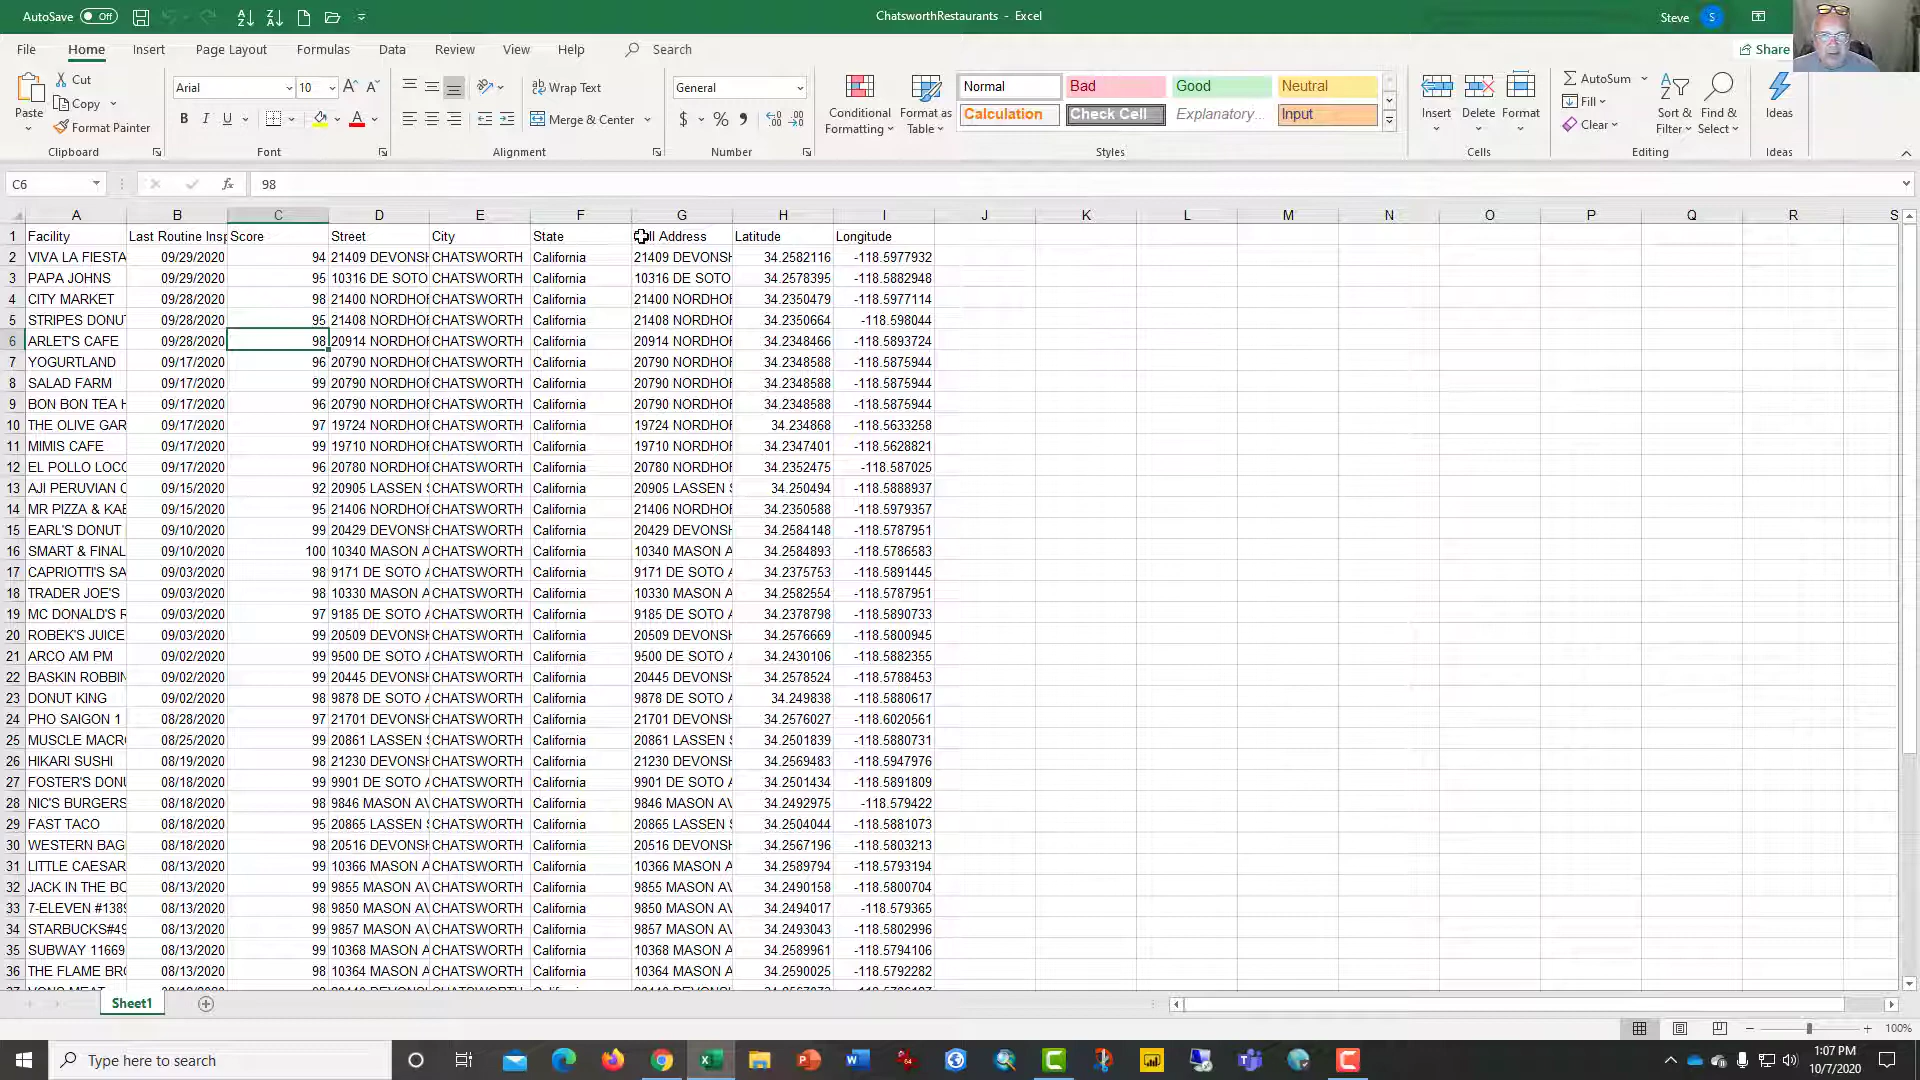 AutoSave Off
ChatsworthRestaurants - Excel
Steve S
File Home Insert Page Layout Formulas Data Review View Help Search Share
Cut
Copy
Format Painter
Paste
Clipboard
Arial 10
B I U
Font
Wrap Text
Merge & Center
Alignment
General
$ %
Number
Conditional Formatting
Format as Table
Normal Bad Good Neutral
Calculation Check Cell Explanatory... Input
Styles
Insert Delete Format
Cells
AutoSum
Fill
Clear
Sort & Filter
Find & Select
Editing
Ideas
Ideas
C6 fx 98
A B C D E F G H I J K L M N O P Q R S
1 Facility Last Routine Insp Score Street City State Address Latitude Longitude
2 VIVA LA FIESTA 09/29/2020 94 21409 DEVONSH CHATSWORTH California 21409 DEVONSH 34.2582116 -118.5977932
3 PAPA JOHNS 09/29/2020 95 10316 DE SOTO CHATSWORTH California 10316 DE SOTO 34.2578395 -118.5882948
4 CITY MARKET 09/28/2020 98 21400 NORDHOF CHATSWORTH California 21400 NORDHOF 34.2350479 -118.5977114
5 STRIPES DONUT 09/28/2020 95 21408 NORDHOF CHATSWORTH California 21408 NORDHOF 34.2350664 -118.598044
6 ARLET'S CAFE 09/28/2020 98 20914 NORDHOF CHATSWORTH California 20914 NORDHOF 34.2348466 -118.5893724
7 YOGURTLAND 09/17/2020 96 20790 NORDHOF CHATSWORTH California 20790 NORDHOF 34.2348588 -118.5875944
8 SALAD FARM 09/17/2020 99 20790 NORDHOF CHATSWORTH California 20790 NORDHOF 34.2348588 -118.5875944
9 BON BON TEA H 09/17/2020 96 20790 NORDHOF CHATSWORTH California 20790 NORDHOF 34.2348588 -118.5875944
10 THE OLIVE GAR 09/17/2020 97 19724 NORDHOF CHATSWORTH California 19724 NORDHOF 34.234868 -118.5633258
11 MIMIS CAFE 09/17/2020 99 19710 NORDHOF CHATSWORTH California 19710 NORDHOF 34.2347401 -118.5628821
12 EL POLLO LOCO 09/17/2020 96 20780 NORDHOF CHATSWORTH California 20780 NORDHOF 34.2352475 -118.587025
13 AJI PERUVIAN C 09/15/2020 92 20905 LASSEN S CHATSWORTH California 20905 LASSEN S 34.250494 -118.5888937
14 MR PIZZA & KAB 09/15/2020 95 21406 NORDHOF CHATSWORTH California 21406 NORDHOF 34.2350588 -118.5979357
15 EARL'S DONUT 09/10/2020 99 20429 DEVONSH CHATSWORTH California 20429 DEVONSH 34.2584148 -118.5787951
16 SMART & FINAL 09/10/2020 100 10340 MASON A CHATSWORTH California 10340 MASON A 34.2584893 -118.5786583
17 CAPRIOTTI'S SA 09/03/2020 98 9171 DE SOTO A CHATSWORTH California 9171 DE SOTO A 34.2375753 -118.5891445
18 TRADER JOE'S 09/03/2020 98 10330 MASON A CHATSWORTH California 10330 MASON A 34.2582554 -118.5787951
19 MC DONALD'S R 09/03/2020 97 9185 DE SOTO A CHATSWORTH California 9185 DE SOTO A 34.2378798 -118.5890733
20 ROBEK'S JUICE 09/03/2020 99 20509 DEVONSH CHATSWORTH California 20509 DEVONSH 34.2576669 -118.5800945
21 ARCO AM PM 09/02/2020 99 9500 DE SOTO A CHATSWORTH California 9500 DE SOTO A 34.2430106 -118.5882355
22 BASKIN ROBBIN 09/02/2020 99 20445 DEVONSH CHATSWORTH California 20445 DEVONSH 34.2578524 -118.5788453
23 DONUT KING 09/02/2020 98 9878 DE SOTO A CHATSWORTH California 9878 DE SOTO A 34.249838 -118.5880617
24 PHO SAIGON 1 08/28/2020 97 21701 DEVONSH CHATSWORTH California 21701 DEVONSH 34.2576027 -118.6020561
25 MUSCLE MACR 08/25/2020 99 20861 LASSEN S CHATSWORTH California 20861 LASSEN S 34.2501839 -118.5880731
26 HIKARI SUSHI 08/19/2020 98 21230 DEVONSH CHATSWORTH California 21230 DEVONSH 34.2569483 -118.5947976
27 FOSTER'S DONU 08/18/2020 99 9901 DE SOTO A CHATSWORTH California 9901 DE SOTO A 34.2501434 -118.5891809
28 NIC'S BURGERS 08/18/2020 98 9846 MASON AV CHATSWORTH California 9846 MASON AV 34.2492975 -118.579422
29 FAST TACO 08/18/2020 95 20865 LASSEN S CHATSWORTH California 20865 LASSEN S 34.2504044 -118.5881073
30 WESTERN BAG 08/18/2020 98 20516 DEVONSH CHATSWORTH California 20516 DEVONSH 34.2567196 -118.5803213
31 LITTLE CAESAR 08/13/2020 99 10366 MASON A CHATSWORTH California 10366 MASON A 34.2589794 -118.5793194
32 JACK IN THE BO 08/13/2020 99 9855 MASON AV CHATSWORTH California 9855 MASON AV 34.2490158 -118.5800704
33 7-ELEVEN #1389 08/13/2020 98 9850 MASON AV CHATSWORTH California 9850 MASON AV 34.2494017 -118.579365
34 STARBUCKS#49 08/13/2020 99 9857 MASON AV CHATSWORTH California 9857 MASON AV 34.2493043 -118.5802996
35 SUBWAY 11669 08/13/2020 99 10368 MASON A CHATSWORTH California 10368 MASON A 34.2589961 -118.5794106
36 THE FLAME BR 08/13/2020 98 10364 MASON A CHATSWORTH California 10364 MASON A 34.2590025 -118.5792282
Sheet1
100%
Type here to search
1:07 PM
10/7/2020